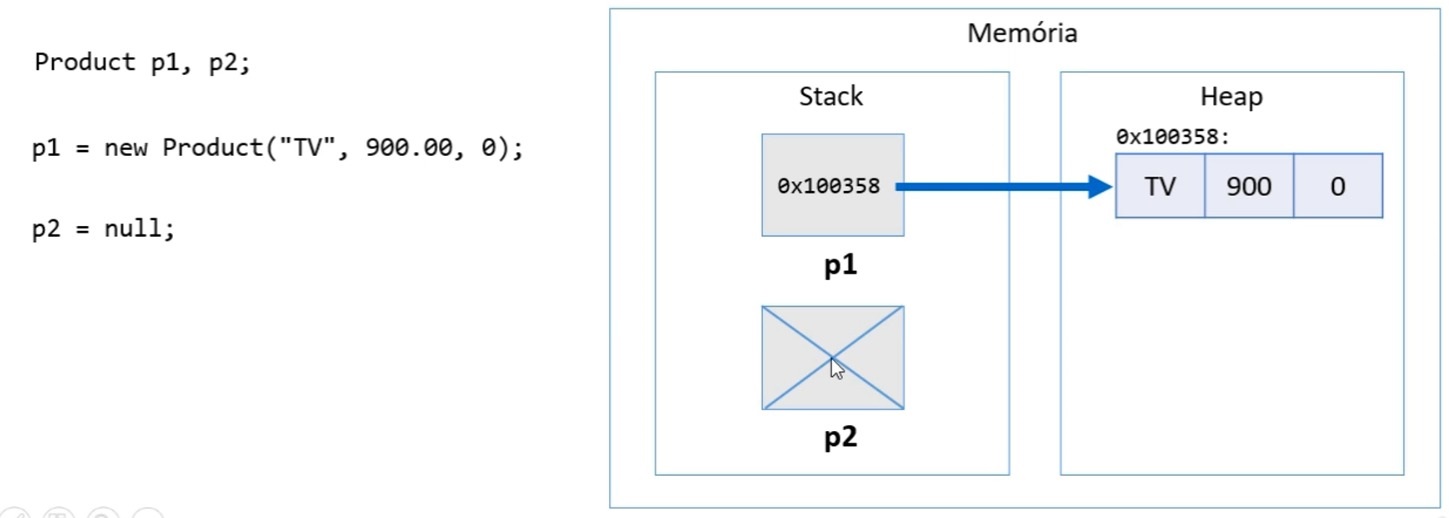 Product p1, p2;
p1 = new Product("TV", 900.00, 0);
p2 = null;
Memória
Stack
0x100358
p1
p2
Heap
0x100358:
TV 900 0